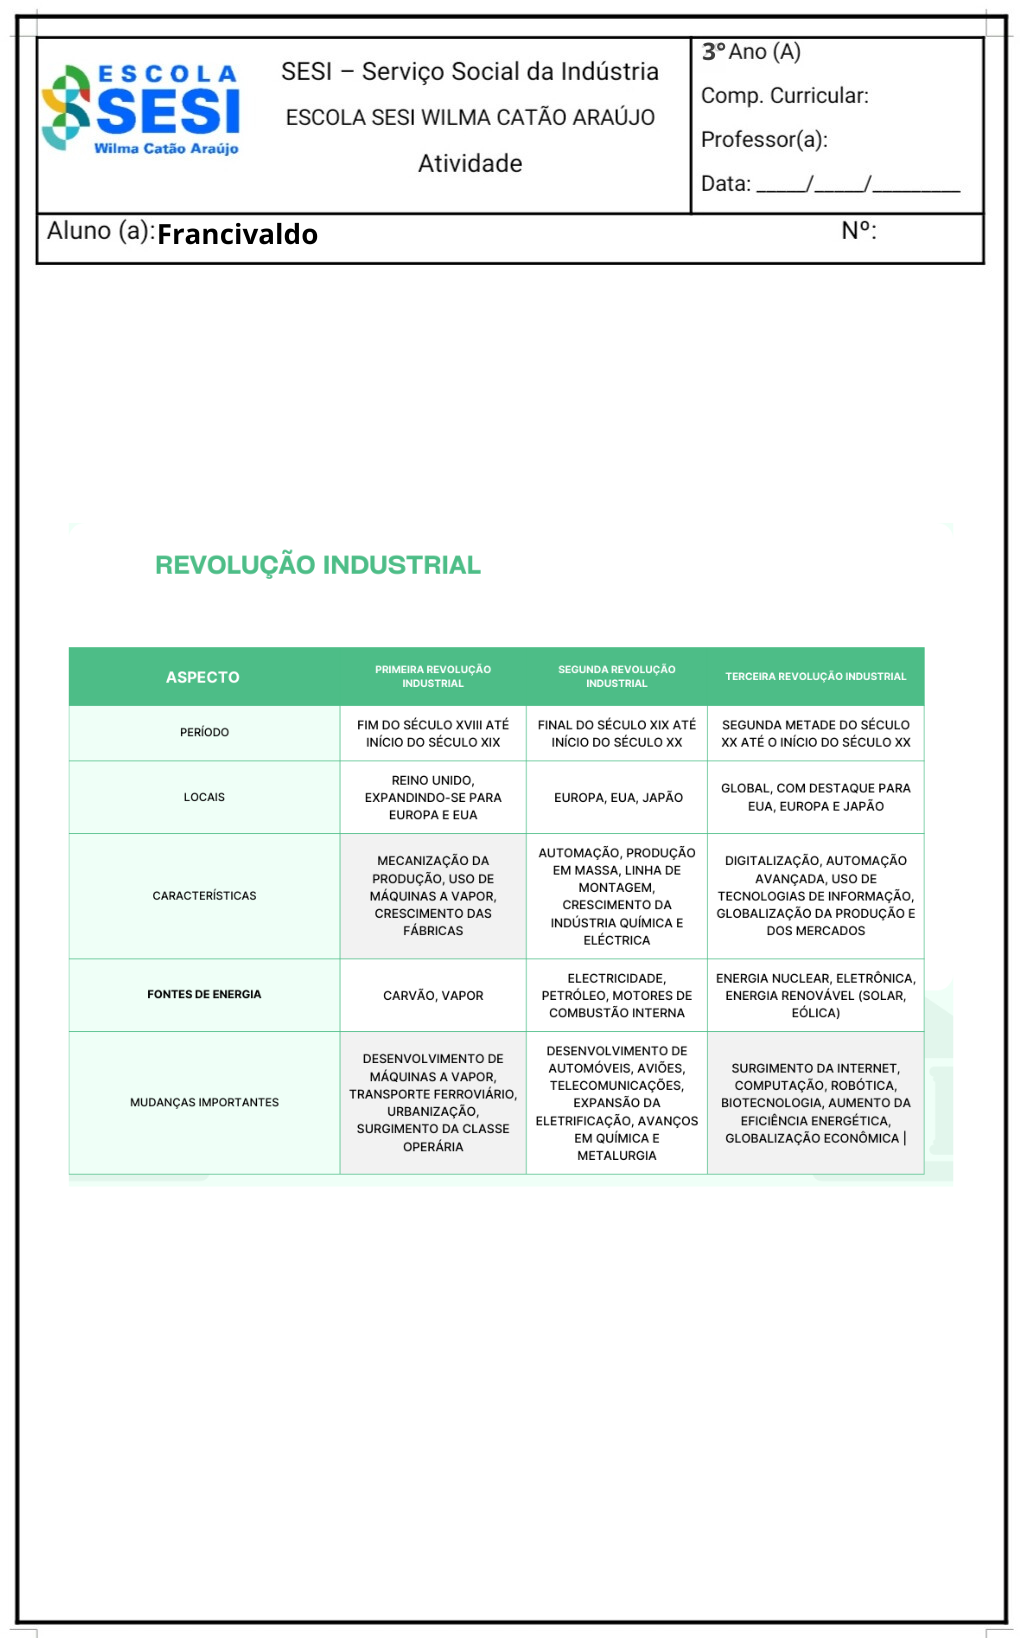 ESCOLA
SESI
Wilma Catão Araújo
SESI – Serviço Social da Indústria
ESCOLA SESI WILMA CATÃO ARAÚJO
Atividade
3° Ano (A)
Comp. Curricular:
Professor(a):
Data: _____/_____/_________
Aluno (a): Francivaldo
Nº:
REVOLUÇÃO INDUSTRIAL
ASPECTO
PRIMEIRA REVOLUÇÃO
INDUSTRIAL
SEGUNDA REVOLUÇÃO
INDUSTRIAL
TERCEIRA REVOLUÇÃO INDUSTRIAL
PERÍODO
FIM DO SÉCULO XVIII ATÉ
INÍCIO DO SÉCULO XIX
FINAL DO SÉCULO XIX ATÉ
INÍCIO DO SÉCULO XX
SEGUNDA METADE DO SÉCULO
XX ATÉ O INÍCIO DO SÉCULO XX
LOCAIS
REINO UNIDO,
EXPANDINDO-SE PARA
EUROPA E EUA
EUROPA, EUA, JAPÃO
GLOBAL, COM DESTAQUE PARA
EUA, EUROPA E JAPÃO
CARACTERÍSTICAS
MECANIZAÇÃO DA
PRODUÇÃO, USO DE
MÁQUINAS A VAPOR,
CRESCIMENTO DAS
FÁBRICAS
AUTOMAÇÃO, PRODUÇÃO
EM MASSA, LINHA DE
MONTAGEM,
CRESCIMENTO DA
INDÚSTRIA QUÍMICA E
ELÉCTRICA
DIGITALIZAÇÃO, AUTOMAÇÃO
AVANÇADA, USO DE
TECNOLOGIAS DE INFORMAÇÃO,
GLOBALIZAÇÃO DA PRODUÇÃO E
DOS MERCADOS
FONTES DE ENERGIA
CARVÃO, VAPOR
ELECTRICIDADE,
PETRÓLEO, MOTORES DE
COMBUSTÃO INTERNA
ENERGIA NUCLEAR, ELETRÔNICA,
ENERGIA RENOVÁVEL (SOLAR,
EÓLICA)
MUDANÇAS IMPORTANTES
DESENVOLVIMENTO DE
MÁQUINAS A VAPOR,
TRANSPORTE FERROVIÁRIO,
URBANIZAÇÃO,
SURGIMENTO DA CLASSE
OPERÁRIA
DESENVOLVIMENTO DE
AUTOMÓVEIS, AVIÕES,
TELECOMUNICAÇÕES,
EXPANSÃO DA
ELETRIFICAÇÃO, AVANÇOS
EM QUÍMICA E
METALURGIA
SURGIMENTO DA INTERNET,
COMPUTAÇÃO, ROBÓTICA,
BIOTECNOLOGIA, AUMENTO DA
EFICIÊNCIA ENERGÉTICA,
GLOBALIZAÇÃO ECONÔMICA |